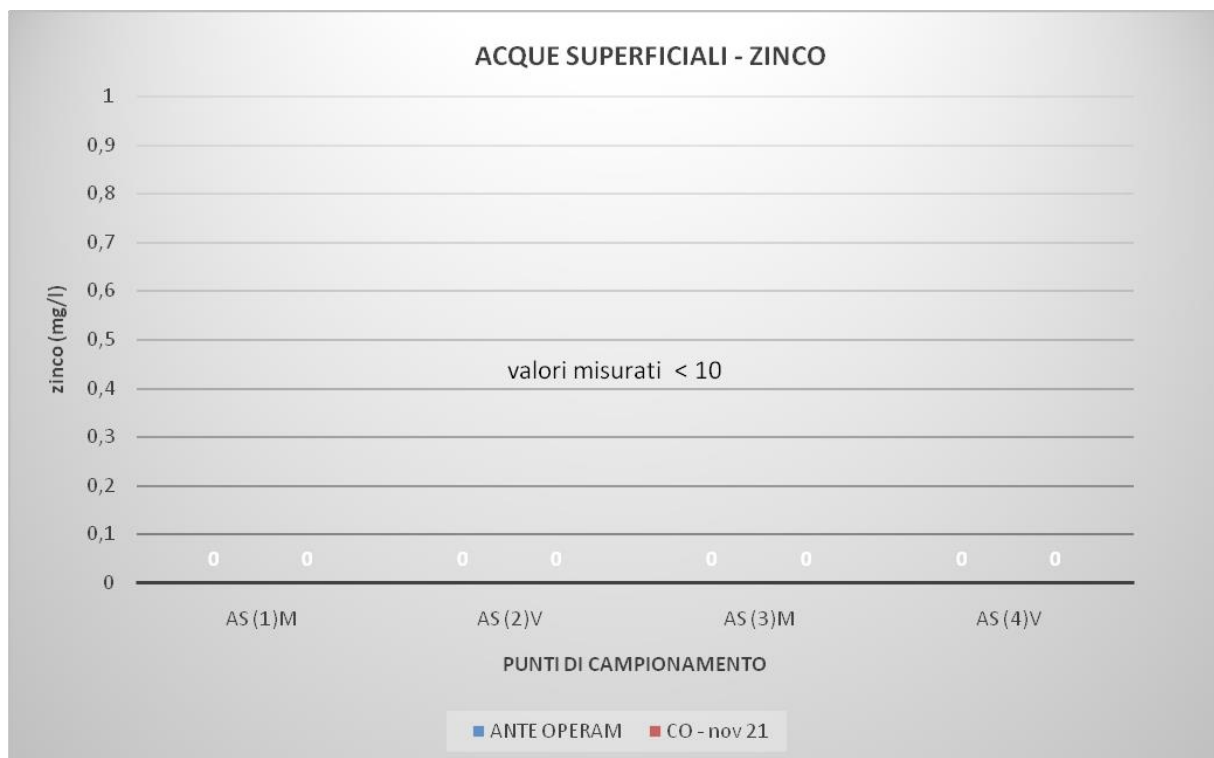 ACQUE SUPERFICIALI - ZINCO
1
0,9
0,8
0,7
0,6
0,5
0,4
0,3
0,2
0,1
0
zinco (mg/l)
valori misurati < 10
0 0 0 0 0 0 0 0
AS(1)M AS(2)V AS(3)M AS(4)V
PUNTI DI CAMPIONAMENTO
ANTE OPERAM CO - nov 21